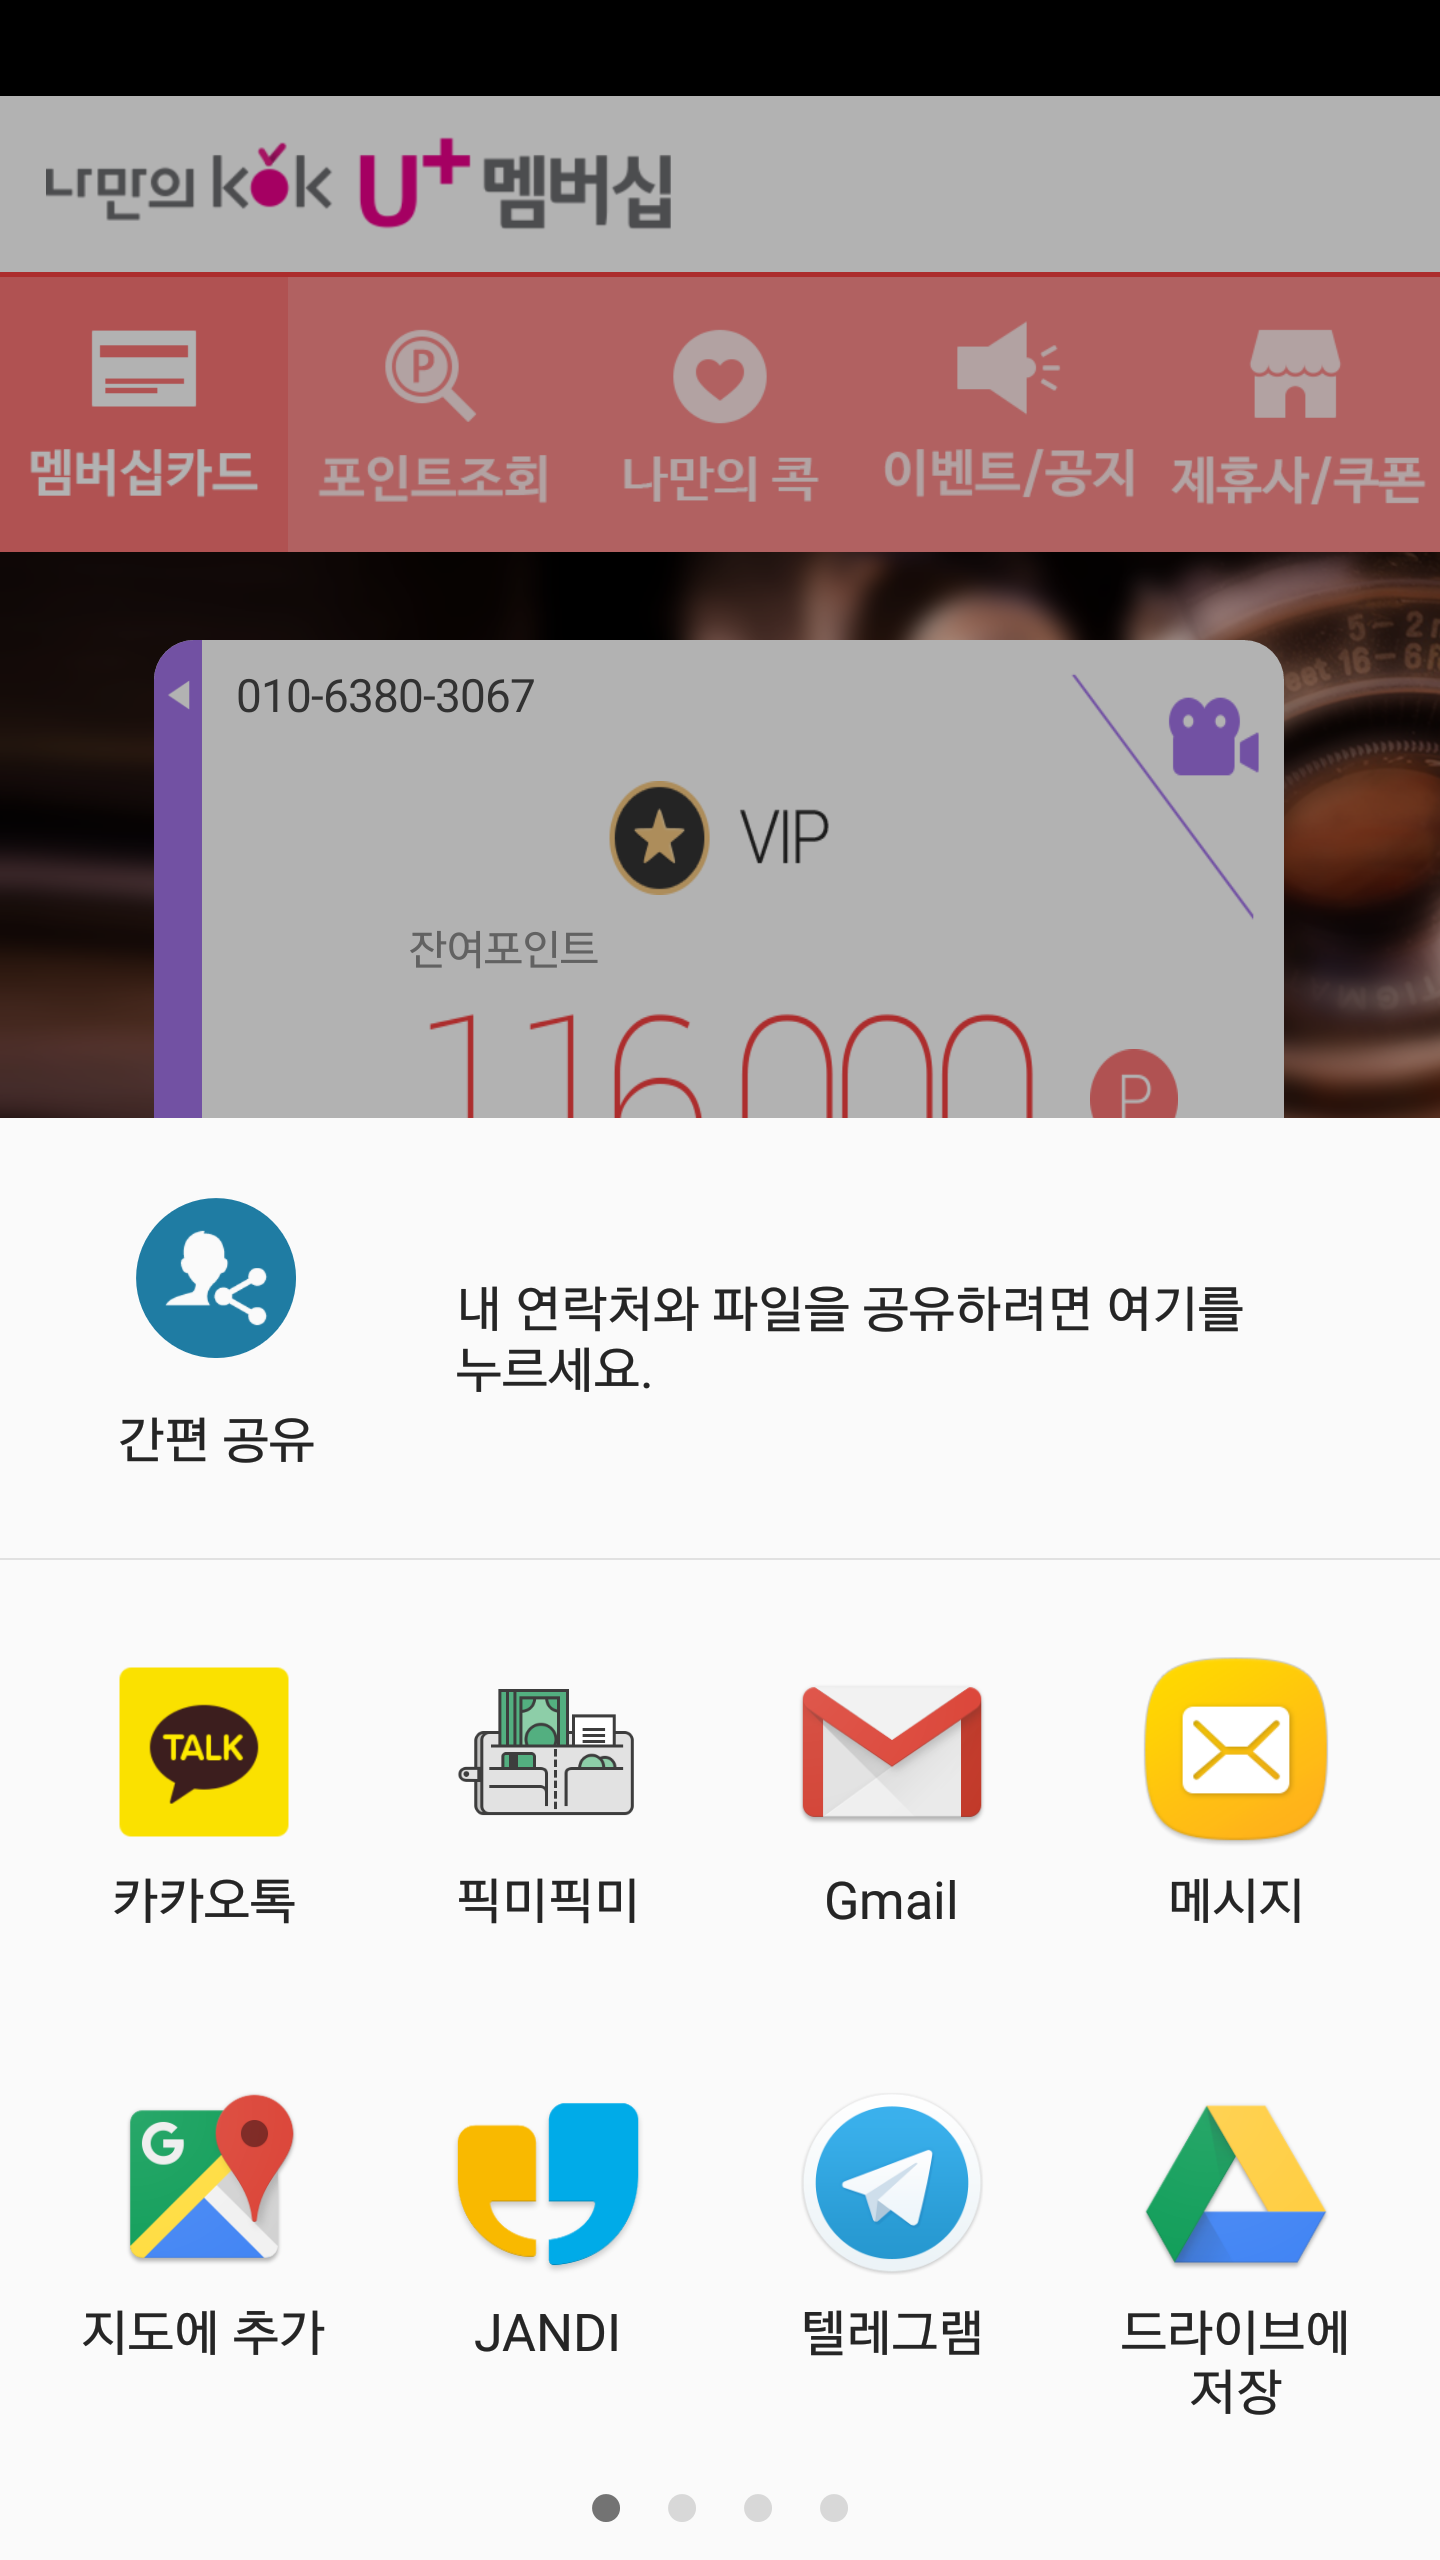 나만의 kok U+ 멤버십
멤버십카드 포인트조회 나만의 콕 이벤트/공지 제휴사/쿠폰
5 - 2
16 - 6
010-6380-3067
VIP
잔여포인트
116,000 P
내 연락처와 파일을 공유하려면 여기를
누르세요.
간편 공유
TALK
카카오톡 픽미픽미 Gmail 메시지
G
지도에 추가 JANDI 텔레그램 드라이브에
저장